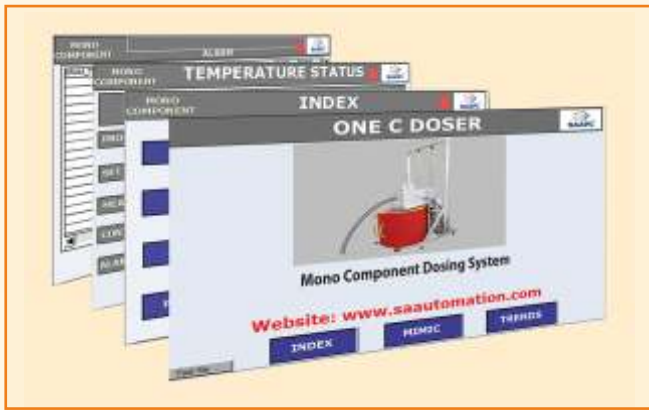 MONO
COMPONENT
ALARM
MONO
COMPONENT
TEMPERATURE STATUS
MONO
COMPONENT
INDEX
ONE C DOSER
SAAPL
Mono Component Dosing System
Website: www.saautomation.com
INDEX
MIMIC
TRENDS